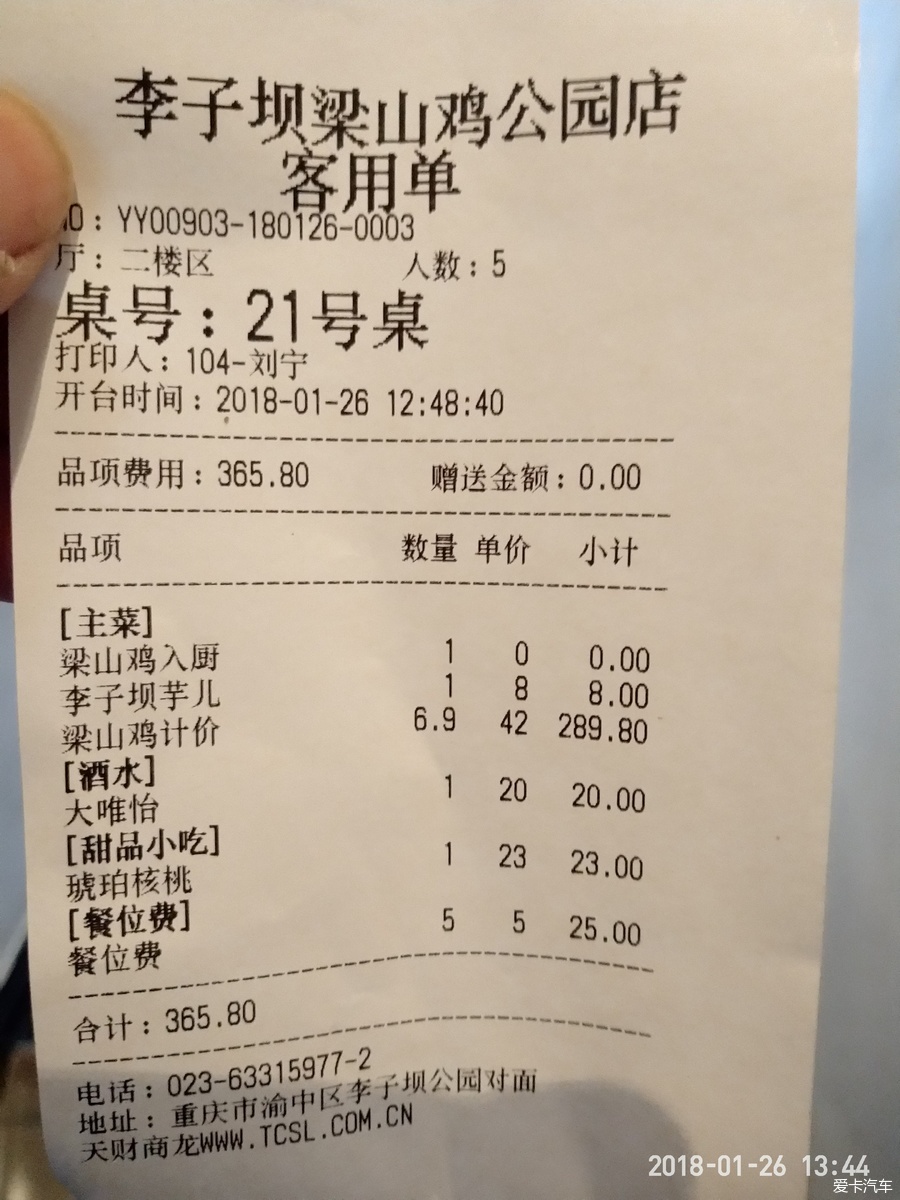 李子坝梁山鸡公园店
客用单
NO：YY00903-180126-0003
厅：二楼区 人数：5
桌号：21号桌
打印人：104-刘宁
开台时间：2018-01-26 12:48:40
品项费用：365.80 赠送金额：0.00
品项 数量 单价 小计
[主菜]
梁山鸡入厨 1 0 0.00
李子坝芋儿 1 8 8.00
梁山鸡计价 6.9 42 289.80
[酒水]
大唯怡 1 20 20.00
[甜品小吃]
琥珀核桃 1 23 23.00
[餐位费]
餐位费 5 5 25.00
合计：365.80
电话：023-63315977-2
地址：重庆市渝中区李子坝公园对面
天财商龙WWW.TCSL.COM.CN
2018-01-26 13:44
爱卡汽车